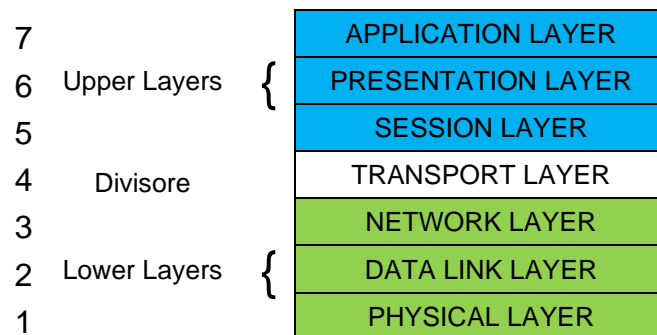 7 APPLICATION LAYER
6 Upper Layers { PRESENTATION LAYER
5 SESSION LAYER
4 Divisore TRANSPORT LAYER
3 NETWORK LAYER
2 Lower Layers { DATA LINK LAYER
1 PHYSICAL LAYER